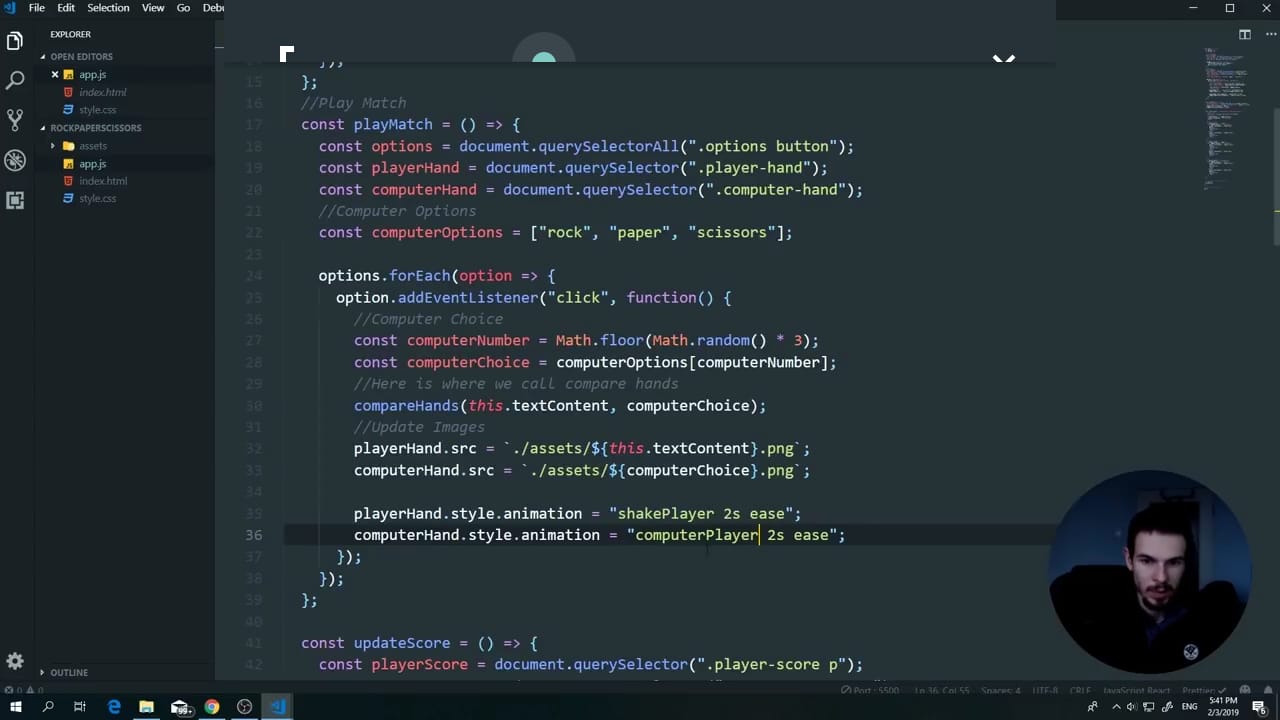 File Edit Selection View Go Debu
EXPLORER
OPEN EDITORS
app.js
index.html
style.css
ROCKPAPERSCISSORS
assets
app.js
index.html
style.css
OUTLINE
15 };
16 //Play Match
17 const playMatch = () => {
18 const options = document.querySelectorAll(".options button");
19 const playerHand = document.querySelector(".player-hand");
20 const computerHand = document.querySelector(".computer-hand");
21 //Computer Options
22 const computerOptions = ["rock", "paper", "scissors"];
23
24 options.forEach(option => {
25 option.addEventListener("click", function() {
26 //Computer Choice
27 const computerNumber = Math.floor(Math.random() * 3);
28 const computerChoice = computerOptions[computerNumber];
29 //Here is where we call compare hands
30 compareHands(this.textContent, computerChoice);
31 //Update Images
32 playerHand.src = `./assets/${this.textContent}.png`;
33 computerHand.src = `./assets/${computerChoice}.png`;
34
35 playerHand.style.animation = "shakePlayer 2s ease";
36 computerHand.style.animation = "computerPlayer 2s ease";
37 });
38 });
39 };
40
41 const updateScore = () => {
42 const playerScore = document.querySelector(".player-score p");
0 0 Port : 5500 Ln 36, Col 55 Spaces: 4 UTF-8 CRLF JavaScript React Prettier
99+ ENG 5:41 PM
2/3/2019 6